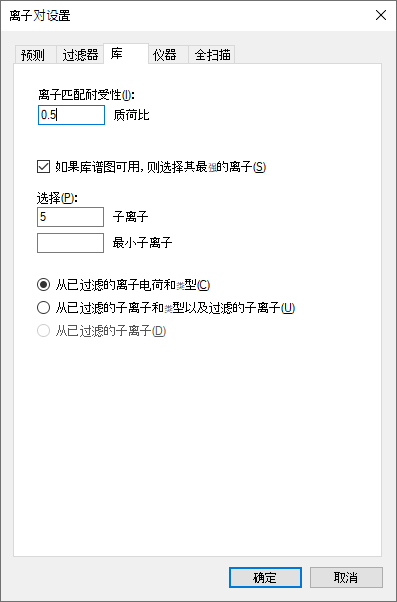 离子对设置
预测 过滤器 库 仪器 全扫描
离子匹配耐受性(I):
0.5 质荷比
如果库谱图可用,则选择其最强的离子(S)
选择(P):
5 子离子
最小子离子
从已过滤的离子电荷和类型(C)
从已过滤的子离子和类型以及过滤的子离子(U)
从已过滤的子离子(D)
确定 取消